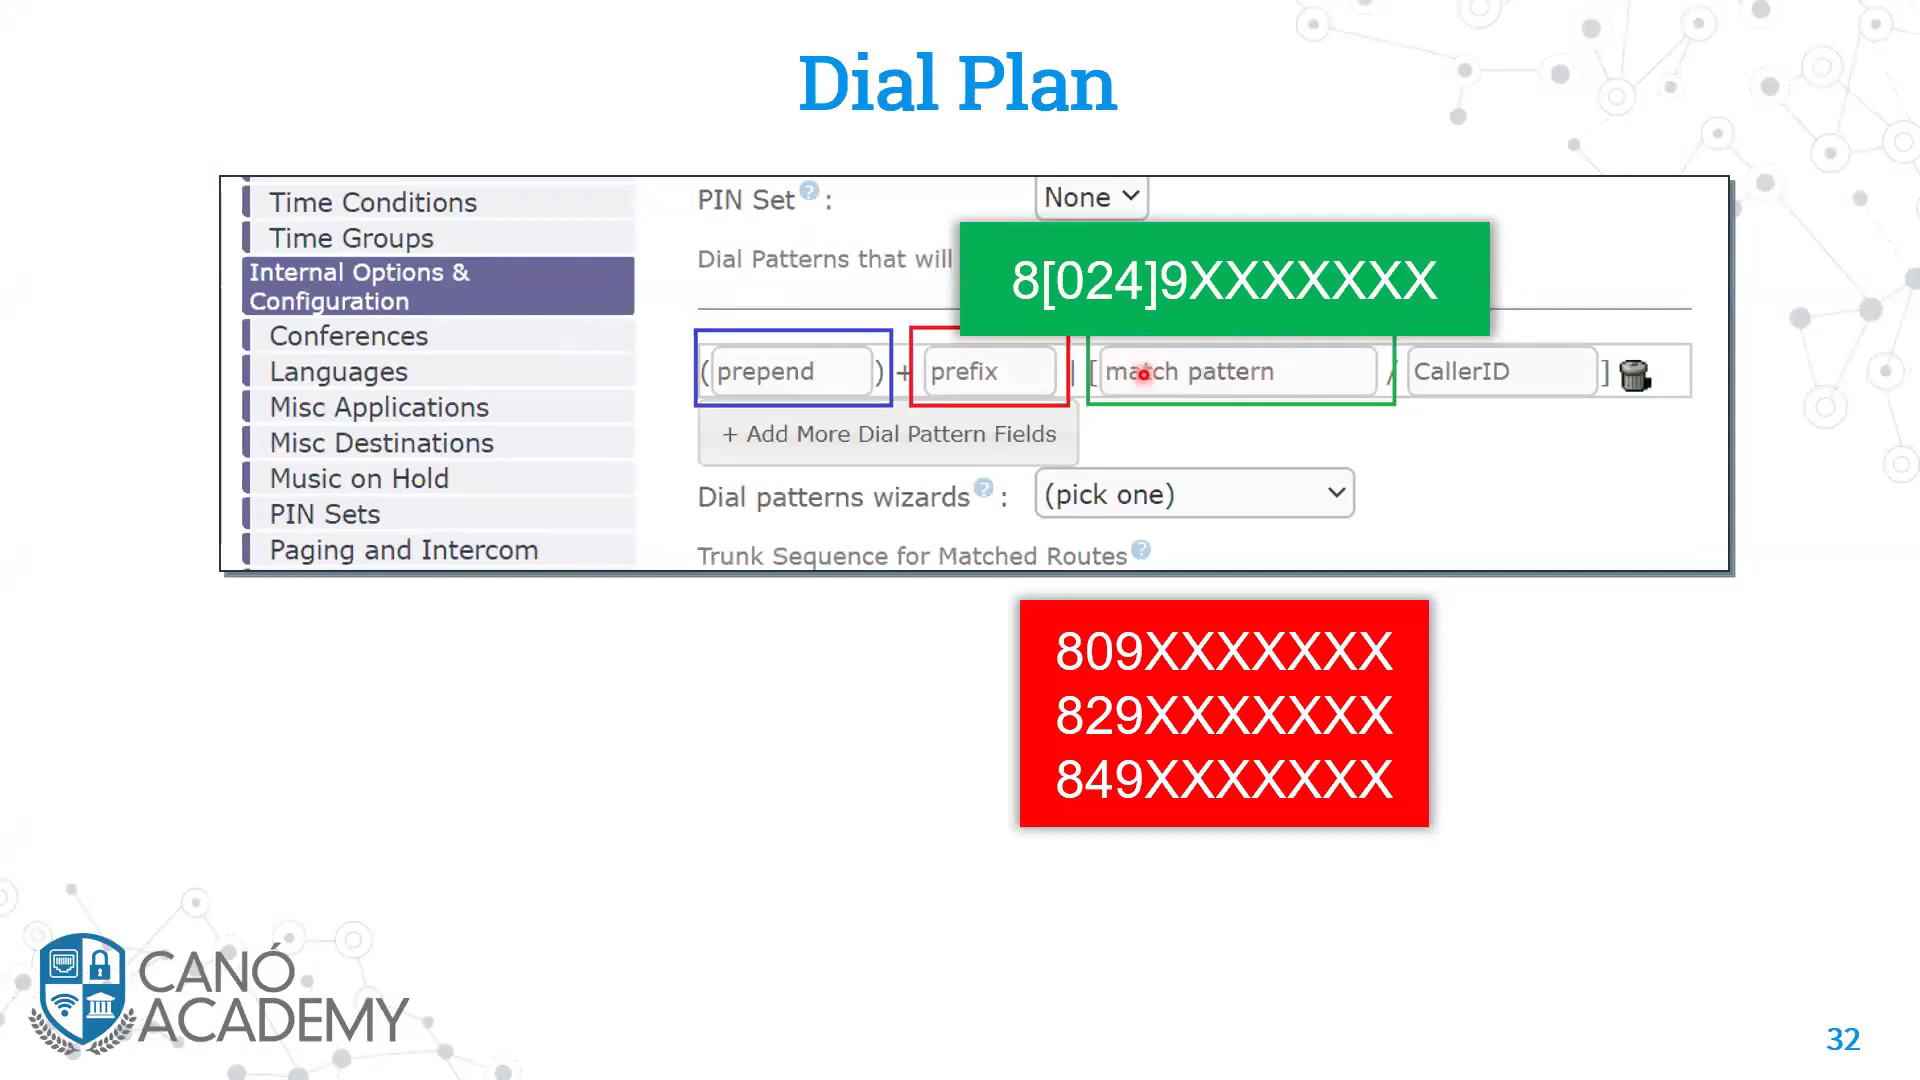 Dial Plan
Time Conditions
Time Groups
Internal Options &
Configuration
Conferences
Languages
Misc Applications
Misc Destinations
Music on Hold
PIN Sets
Paging and Intercom
PIN Set ? :
None
Dial Patterns that will
8[024]9XXXXXXX
(prepend) + prefix | [match pattern / CallerID ]
+ Add More Dial Pattern Fields
Dial patterns wizards ? :
(pick one)
Trunk Sequence for Matched Routes ?
809XXXXXXX
829XXXXXXX
849XXXXXXX
CANÓ
ACADEMY
32